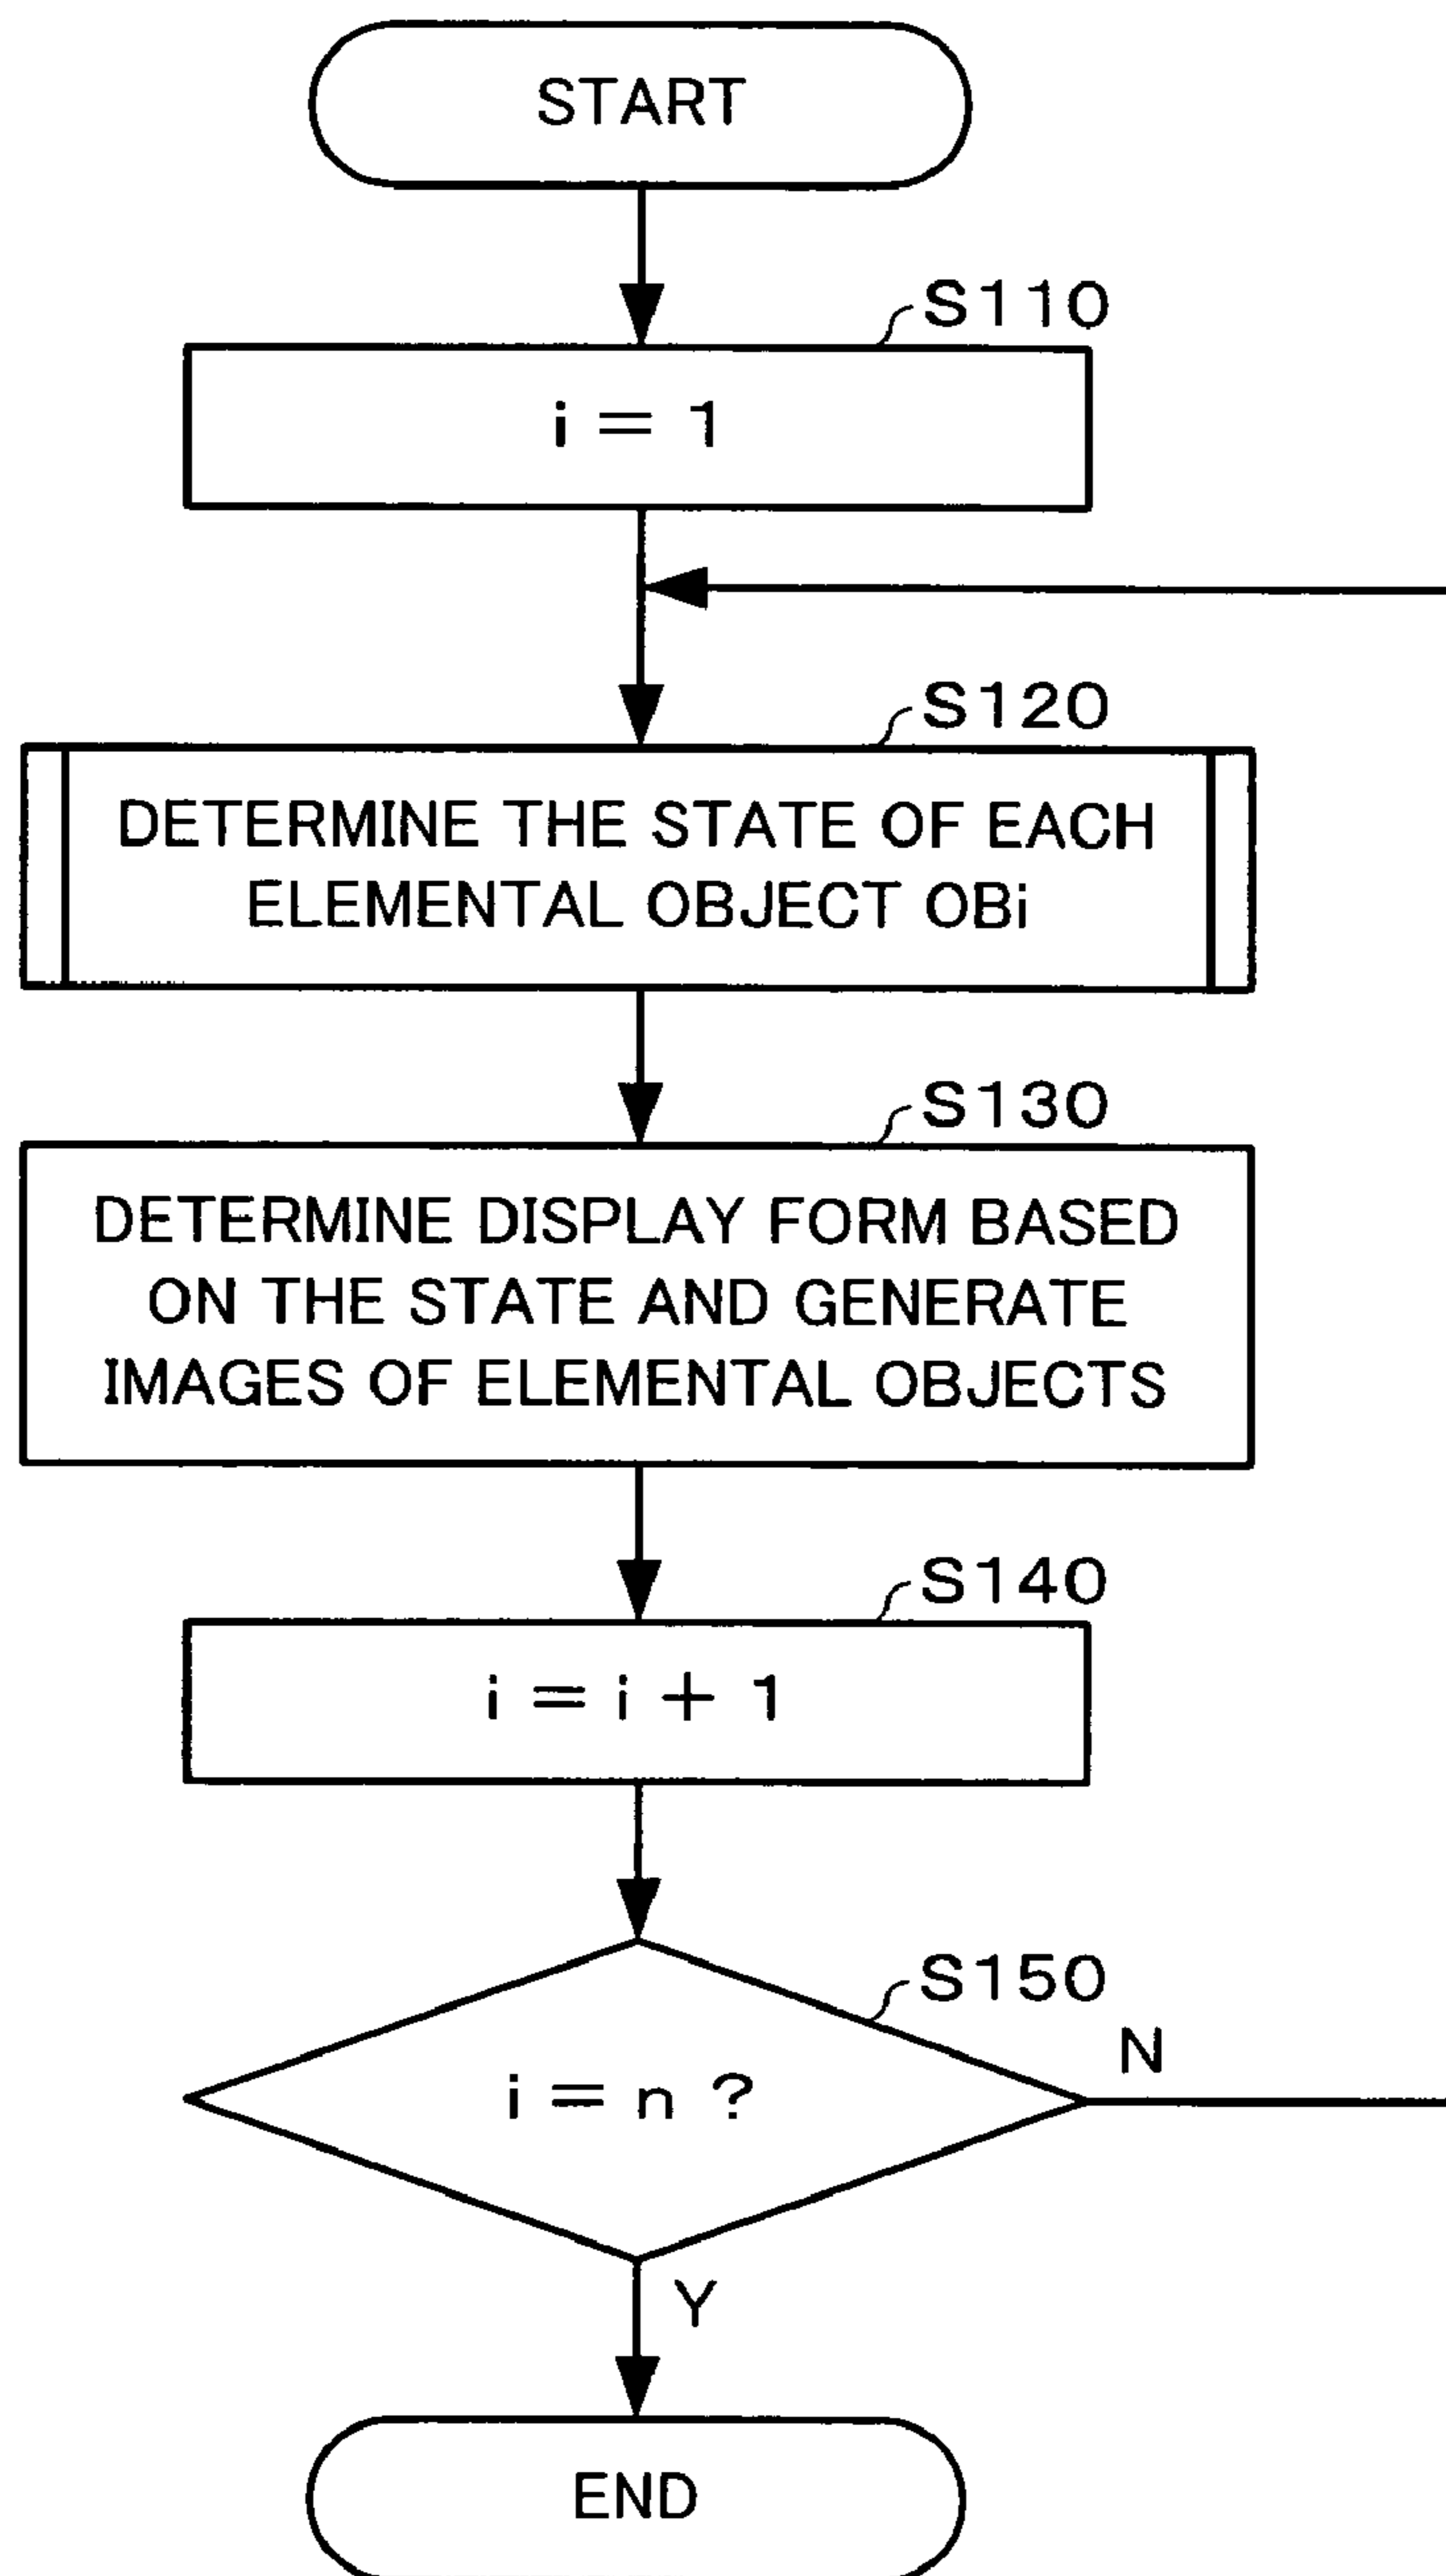 START
S110
i = 1
S120
DETERMINE THE STATE OF EACH
ELEMENTAL OBJECT OBi
S130
DETERMINE DISPLAY FORM BASED
ON THE STATE AND GENERATE
IMAGES OF ELEMENTAL OBJECTS
S140
i = i + 1
S150
i = n ?
N
Y
END